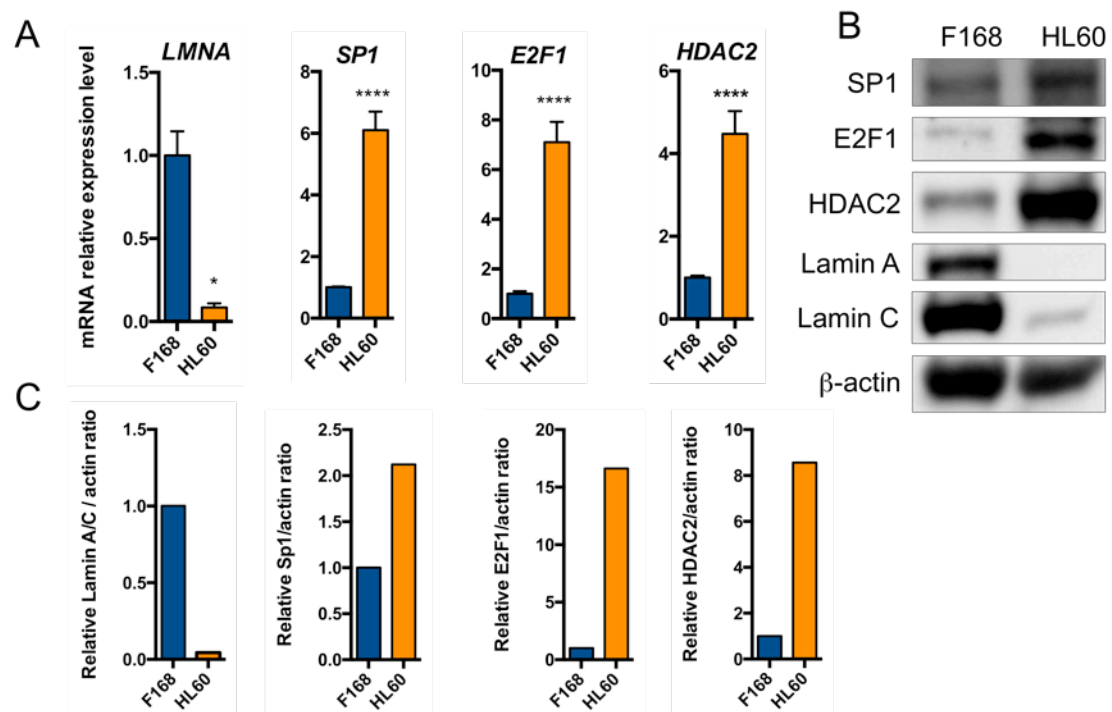 A
LMNA
mRNA relative expression level
1.5
1.0
0.5
0.0
*
F168
HL60
SP1
8
6
4
2
0
****
F168
HL60
E2F1
10
8
6
4
2
0
****
F168
HL60
HDAC2
6
4
2
0
****
F168
HL60
B
F168 HL60
SP1
E2F1
HDAC2
Lamin A
Lamin C
β-actin
C
Relative Lamin A/C / actin ratio
1.5
1.0
0.5
0.0
F168
HL60
Relative Sp1/actin ratio
2.5
2.0
1.5
1.0
0.5
0.0
F168
HL60
Relative E2F1/actin ratio
20
15
10
5
0
F168
HL60
Relative HDAC2/actin ratio
10
8
6
4
2
0
F168
HL60